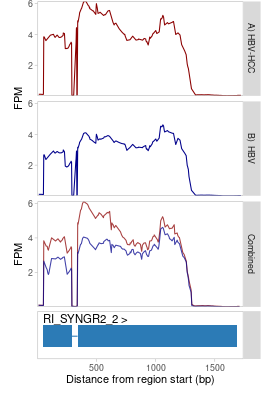 6
4
2
FPM
A) HBV-HCC
6
4
2
B) HBV
6
4
2
FPM
Combined
RI_SYNGR2_2 >
500
1000
1500
Distance from region start (bp)